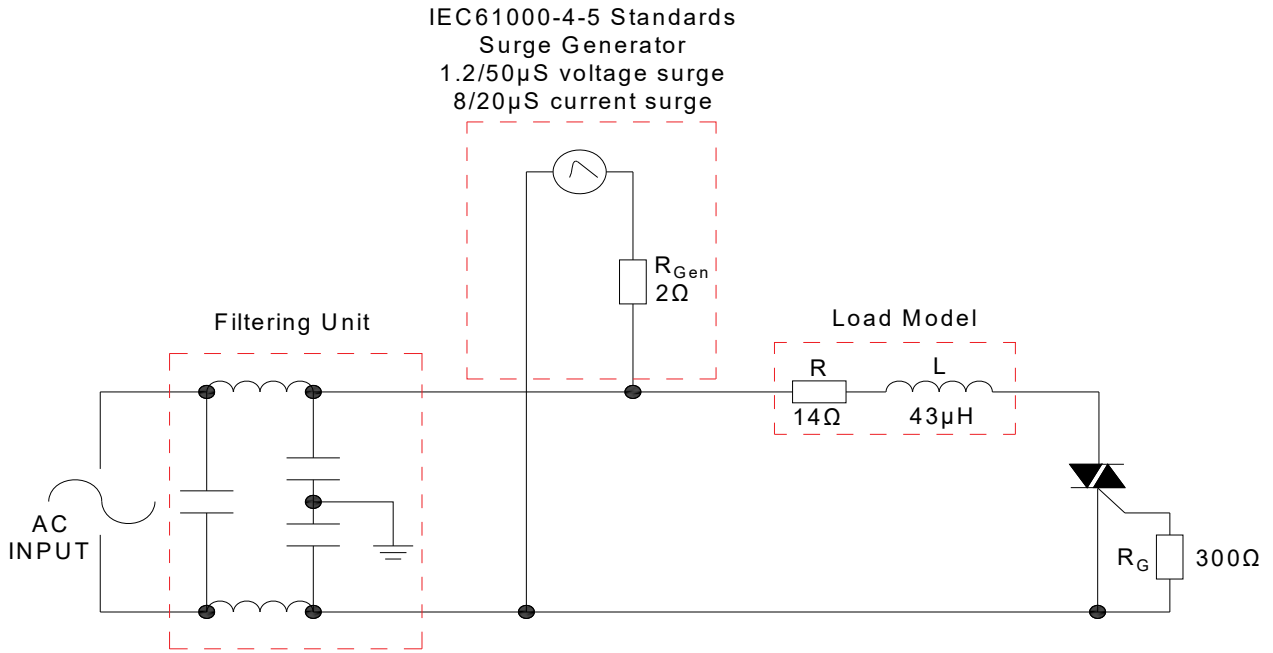 IEC61000-4-5 Standards
Surge Generator
1.2/50µS voltage surge
8/20µS current surge
RGen
2Ω
Filtering Unit
Load Model
R
L
14Ω
43µH
AC
INPUT
RG
300Ω